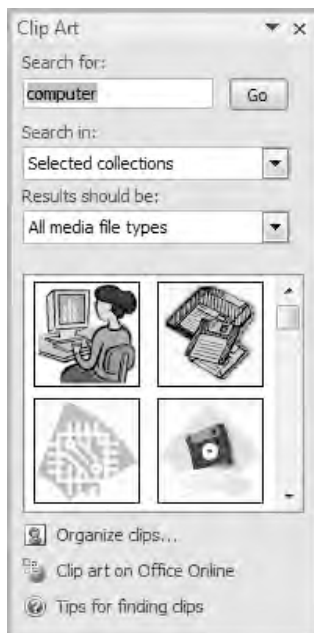 Clip Art
Search for:
computer Go
Search in:
Selected collections
Results should be:
All media file types
Organize clips...
Clip art on Office Online
Tips for finding clips